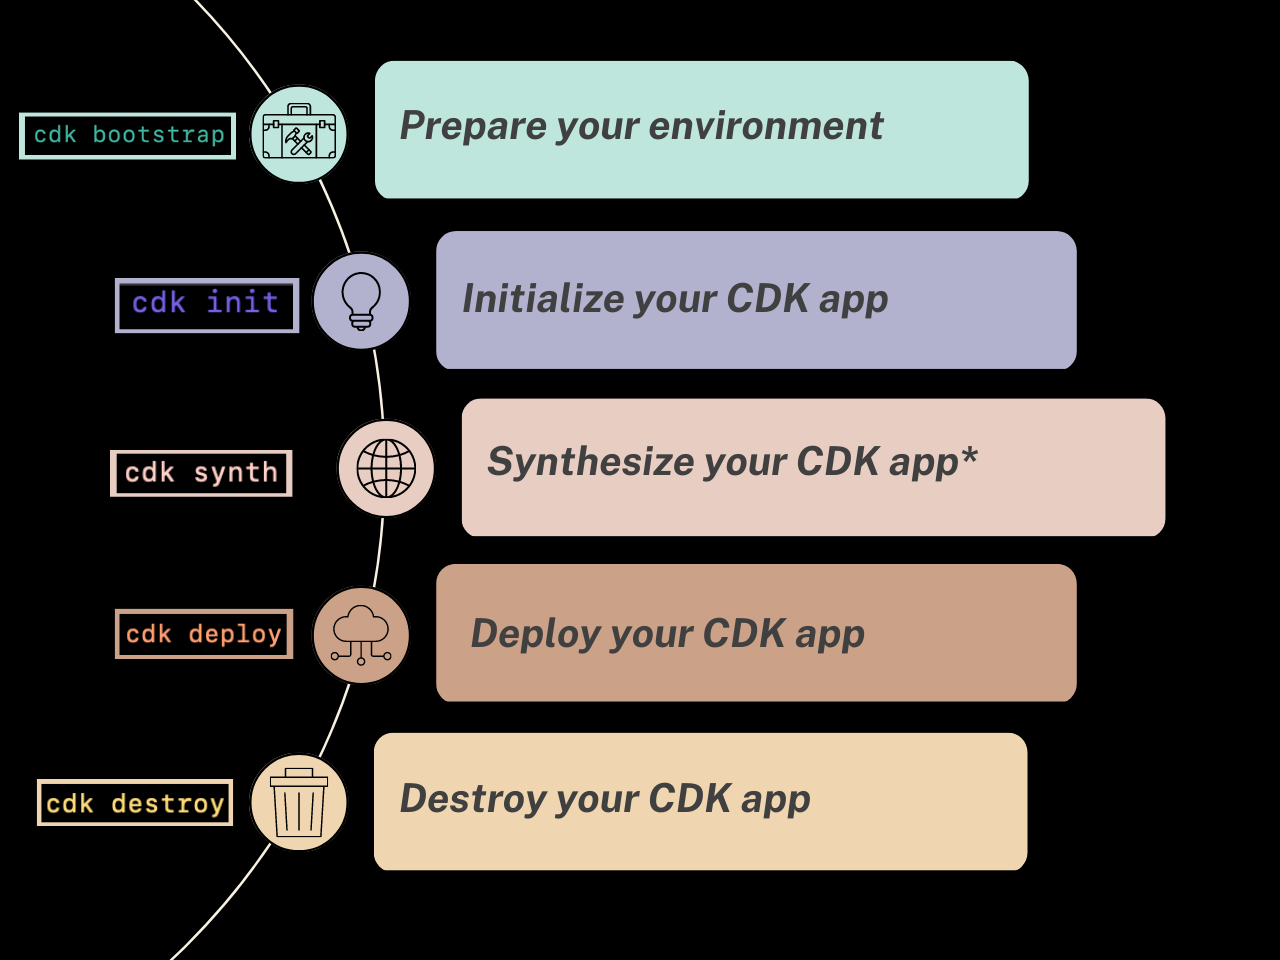 cdk bootstrap
Prepare your environment
cdk init
Initialize your CDK app
cdk synth
Synthesize your CDK app*
cdk deploy
Deploy your CDK app
cdk destroy
Destroy your CDK app